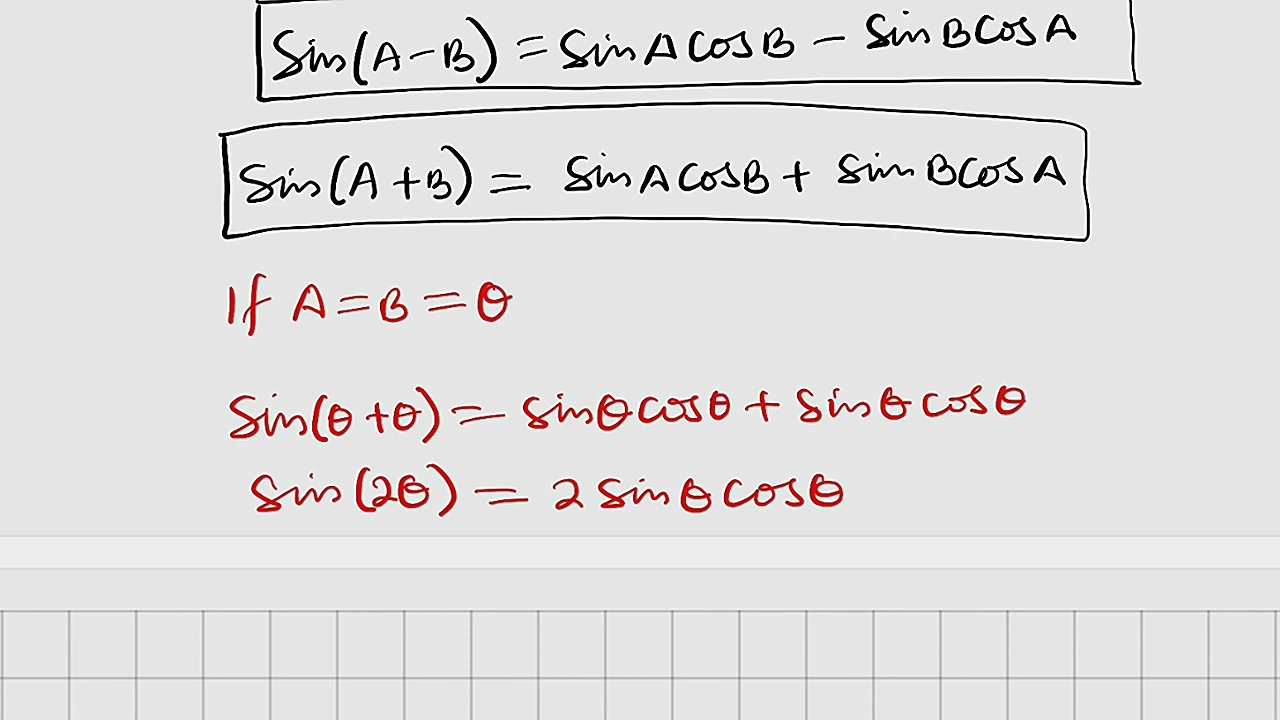 Sin(A-B) = SinACosB - SinBCosA
Sin(A+B) = SinACosB + SinBCosA
If A=B=θ
Sin(θ+θ) = Sinθcosθ + Sinθcosθ
Sin(2θ) = 2Sinθcosθ